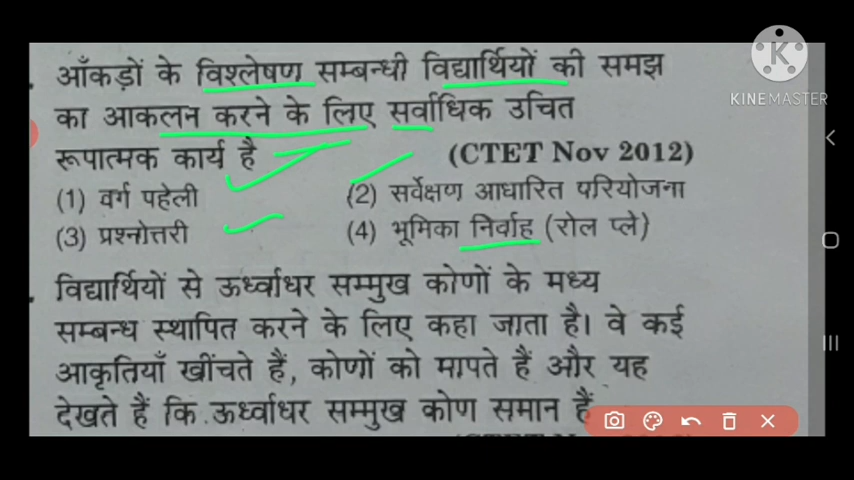 आँकड़ों के विश्लेषण सम्बन्धी विद्यार्थियों की समझ
का आकलन करने के लिए सर्वाधिक उचित
रूपात्मक कार्य है (CTET Nov 2012)
(1) वर्ग पहेली (2) सर्वेक्षण आधारित परियोजना
(3) प्रश्नोत्तरी (4) भूमिका निर्वाह (रोल प्ले)
विद्यार्थियों से ऊर्ध्वाधर सम्मुख कोणों के मध्य
सम्बन्ध स्थापित करने के लिए कहा जाता है। वे कई
आकृतियाँ खींचते हैं, कोणों को मापते हैं और यह
देखते हैं कि ऊर्ध्वाधर सम्मुख कोण समान हैं
K
KINEMASTER